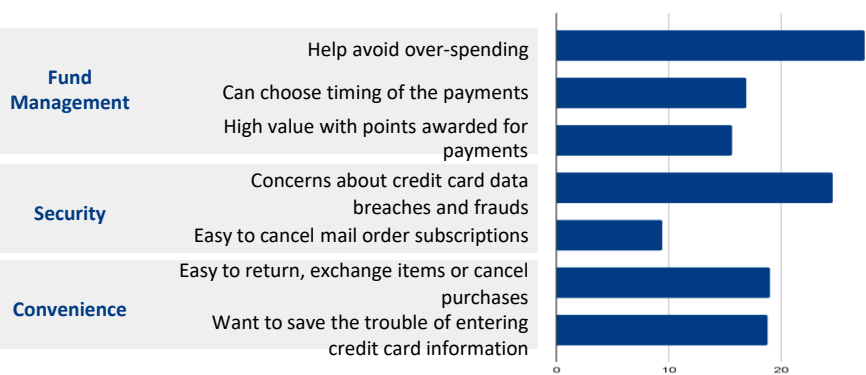 Fund
Management
Help avoid over-spending
Can choose timing of the payments
High value with points awarded for
payments
Security
Concerns about credit card data
breaches and frauds
Easy to cancel mail order subscriptions
Convenience
Easy to return, exchange items or cancel
purchases
Want to save the trouble of entering
credit card information
0 10 20